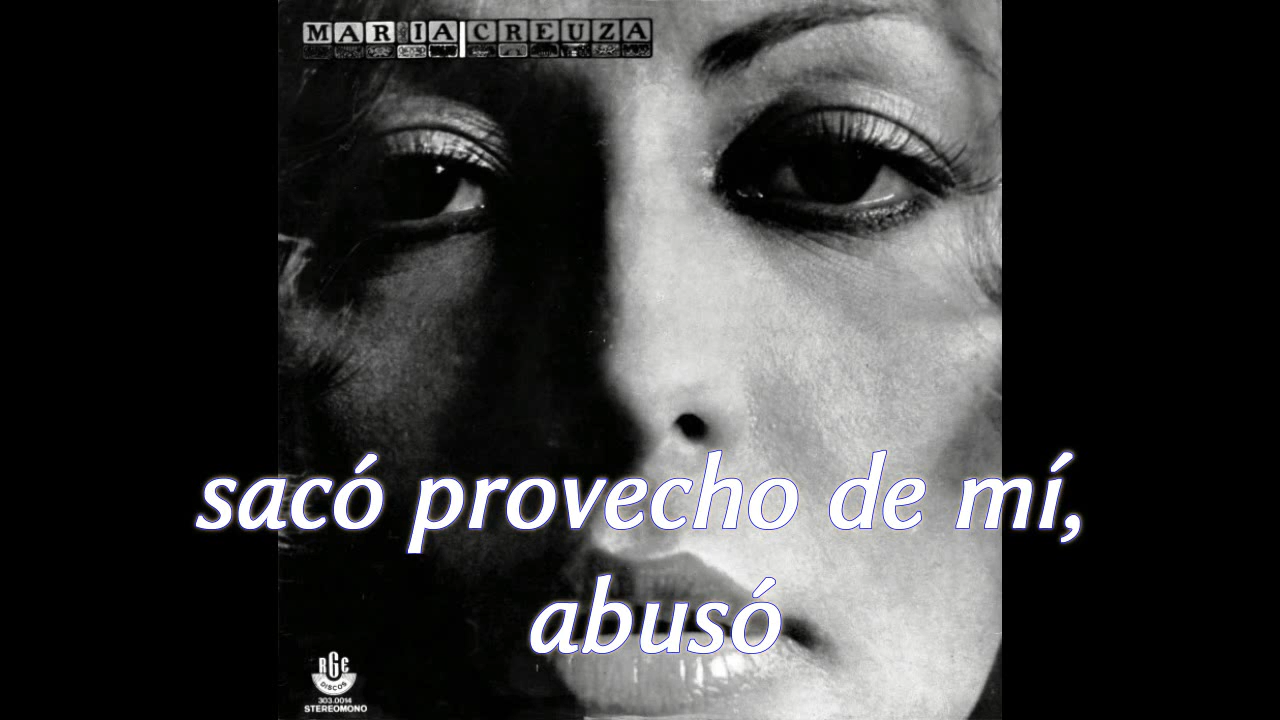 MARIA CREUZA
sacó provecho de mí,
abusó
RGE
DISCOS
303.0014
STEREOMONO